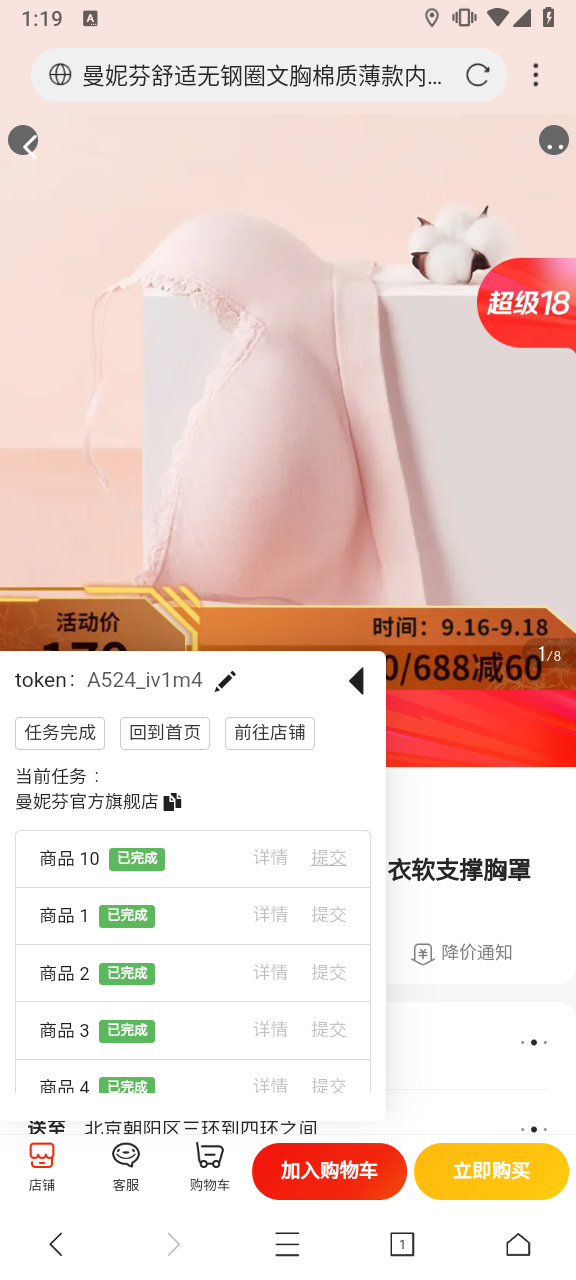 1:19
A
曼妮芬舒适无钢圈文胸棉质薄款内...
超级18
活动价
时间：9.16-9.18
0/688减60
1/8
token： A524_iv1m4
任务完成 回到首页 前往店铺
当前任务：
曼妮芬官方旗舰店
商品 10 已完成 详情 提交
衣软支撑胸罩
商品 1 已完成 详情 提交
降价通知
商品 2 已完成 详情 提交
商品 3 已完成 详情 提交
商品 4 已完成 详情 提交
送至 北京朝阳区三环到四环之间
店铺 客服 购物车 加入购物车 立即购买
1